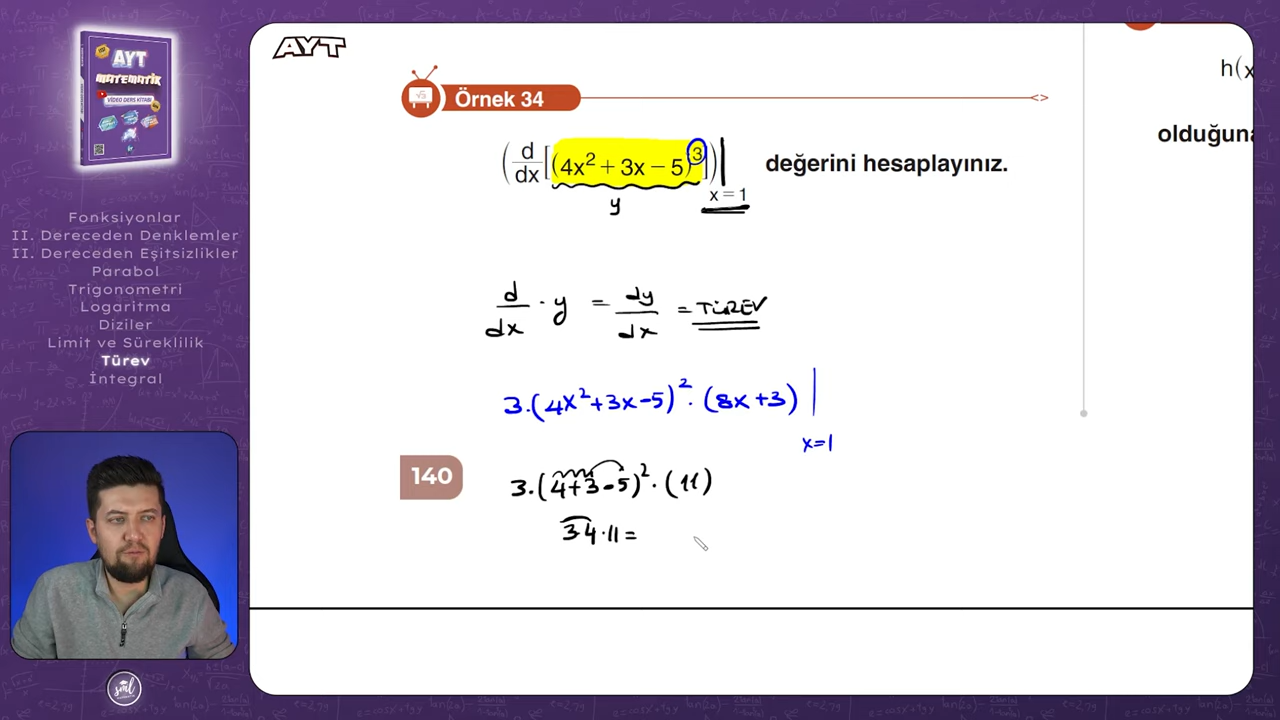 AYT
MATEMATİK
VİDEO DERS KİTABI
Fonksiyonlar
II. Dereceden Denklemler
II. Dereceden Eşitsizlikler
Parabol
Trigonometri
Logaritma
Diziler
Limit ve Süreklilik
Türev
İntegral
sml
AYT
√3 Örnek 34
(d/dx[(4x² + 3x − 5)³])| x = 1 değerini hesaplayınız.
y
d/dx · y = dy/dx = TÜREV
3·(4x²+3x-5)²·(8x+3)| x=1
140
3·(4+3-5)²·(11)
3 4·11=
h(x
olduğuna